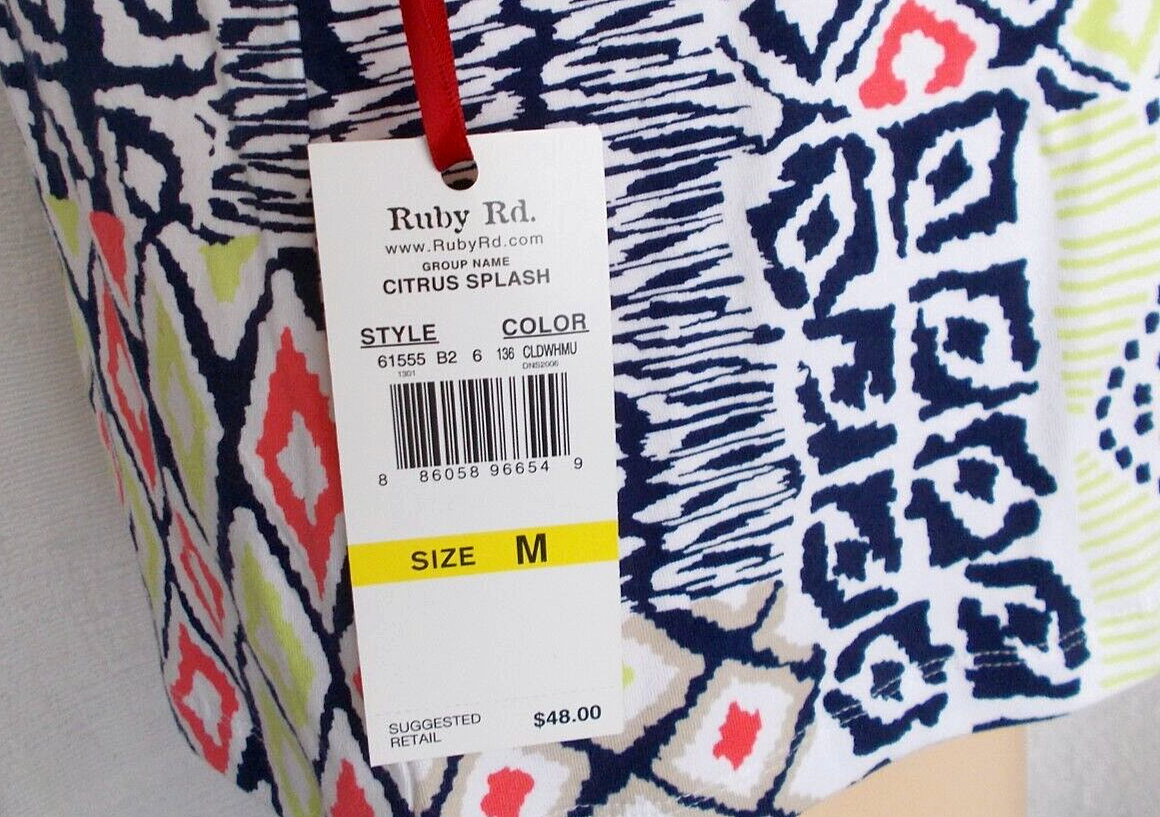 Ruby Rd.
www.RubyRd.com
GROUP NAME
CITRUS SPLASH
STYLE COLOR
61555 B2 6 136 CLDWHMU
1301 DNS2006
8 86058 96654 9
SIZE M
SUGGESTED
RETAIL
$48.00